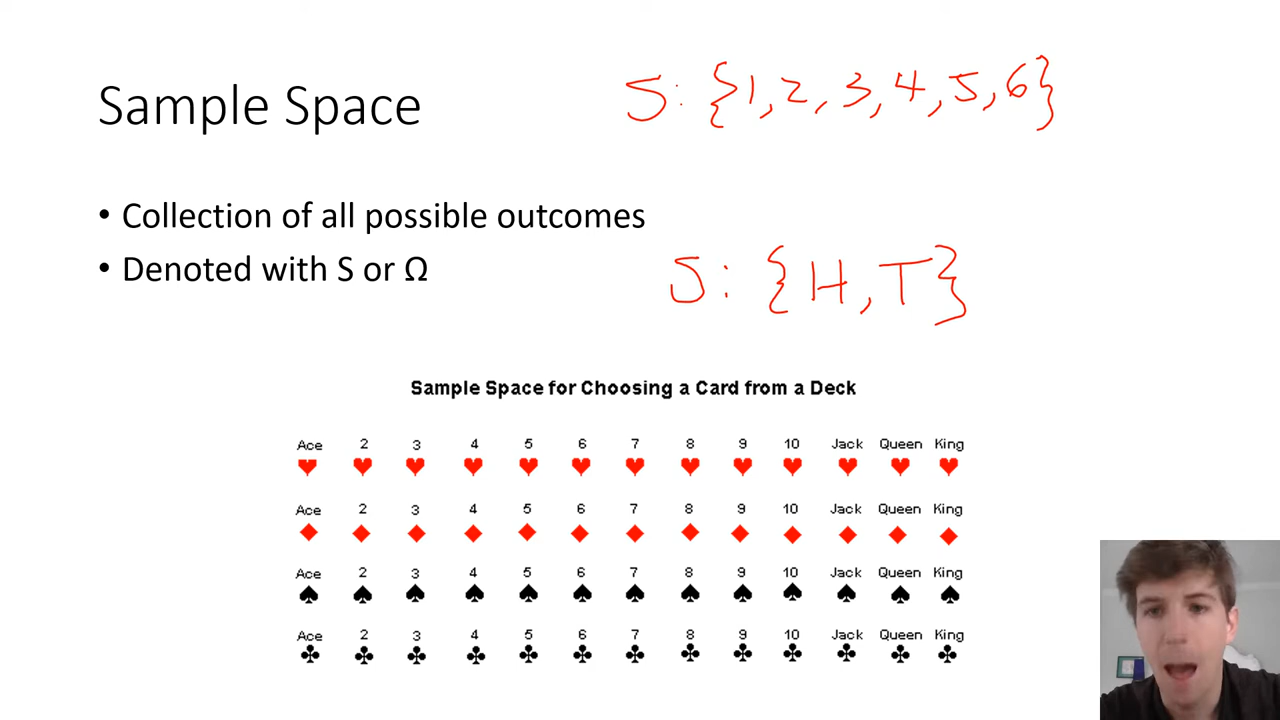 Sample Space
S: {1, 2, 3, 4, 5, 6}
• Collection of all possible outcomes
• Denoted with S or Ω
S: {H, T}
Sample Space for Choosing a Card from a Deck
Ace 2 3 4 5 6 7 8 9 10 Jack Queen King
Ace 2 3 4 5 6 7 8 9 10 Jack Queen King
Ace 2 3 4 5 6 7 8 9 10 Jack Queen King
Ace 2 3 4 5 6 7 8 9 10 Jack Queen King